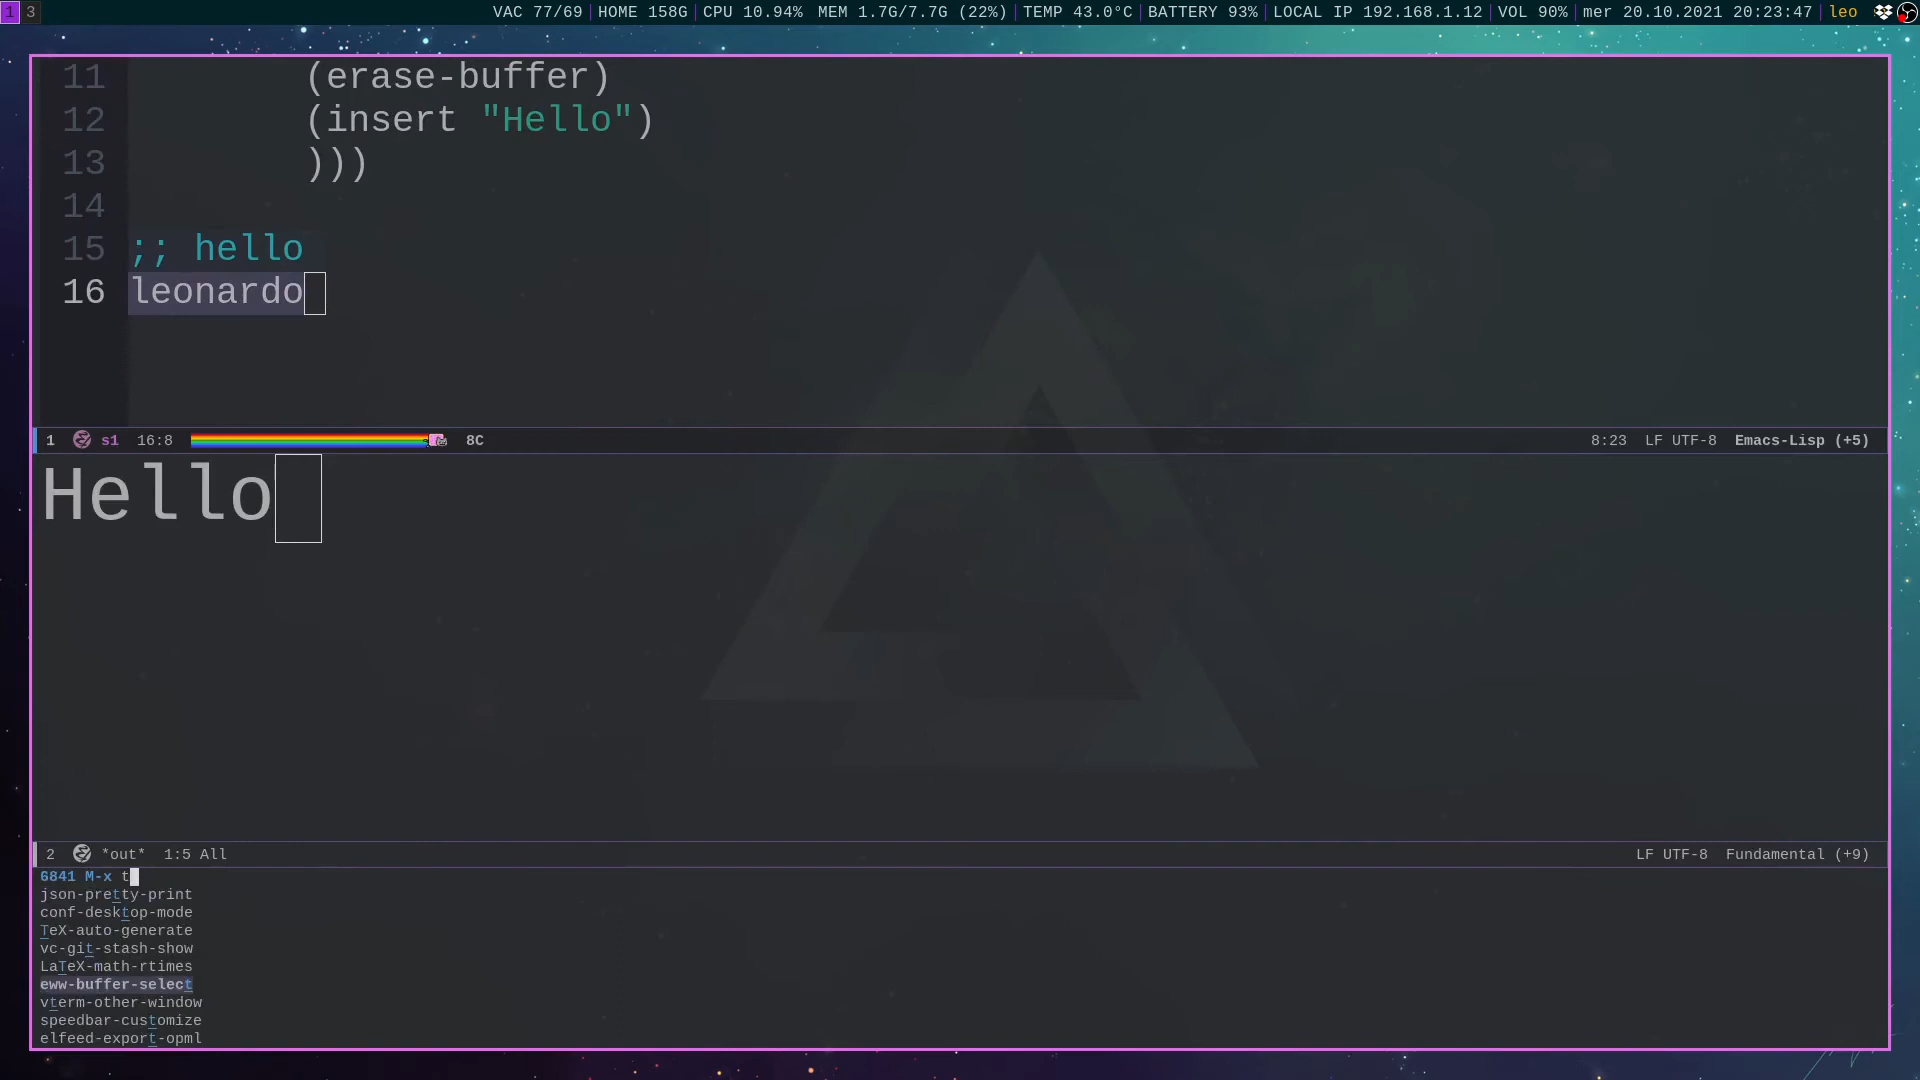 1 3 VAC 77/69 HOME 158G CPU 10.94% MEM 1.7G/7.7G (22%) TEMP 43.0°C BATTERY 93% LOCAL IP 192.168.1.12 VOL 90% mer 20.10.2021 20:23:47 leo
11 (erase-buffer)
12 (insert "Hello")
13 )))
14
15 ;; hello
16 leonardo
1 s1 16:8 8C 8:23 LF UTF-8 Emacs-Lisp (+5)
Hello
2 *out* 1:5 All LF UTF-8 Fundamental (+9)
6841 M-x t
json-pretty-print
conf-desktop-mode
TeX-auto-generate
vc-git-stash-show
LaTeX-math-rtimes
eww-buffer-select
vterm-other-window
speedbar-customize
elfeed-export-opml